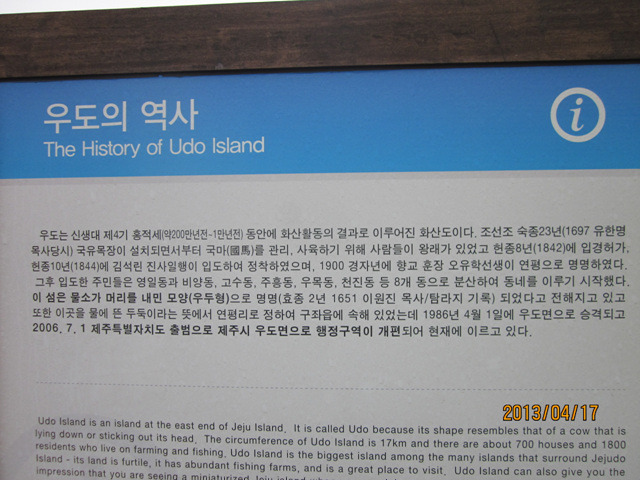 우도의 역사
The History of Udo Island
i
우도는 신생대 제4기 홍적세(약200만년전~1만년전) 동안에 화산활동의 결과로 이루어진 화산도이다. 조선조 숙종23년(1697 유한명
목사당시) 국유목장이 설치되면서부터 국마(國馬)를 관리, 사육하기 위해 사람들이 왕래가 있었고 헌종8년(1842)에 입경허가,
헌종10년(1844)에 김석린 진사일행이 입도하여 정착하였으며, 1900 경자년에 향교 훈장 오유학선생이 연평으로 명명하였다.
그후 입도한 주민들은 영일동과 비양동, 고수동, 주흥동, 우목동, 천진동 등 8개 동으로 분산하여 동네를 이루기 시작했다.
이 섬은 물소가 머리를 내민 모양(우두형)으로 명명(효종 2년 1651 이원진 목사/탐라지 기록) 되었다고 전해지고 있고
또한 이곳을 물에 뜬 두둑이라는 뜻에서 연평리로 정하여 구좌읍에 속해 있었는데 1986년 4월 1일에 우도면으로 승격되고
2006. 7. 1 제주특별자치도 출범으로 제주시 우도면으로 행정구역이 개편되어 현재에 이르고 있다.
Udo Island is an island at the east end of Jeju Island. It is called Udo because its shape resembles that of a cow that is
lying down or sticking out its head. The circumference of Udo Island is 17km and there are about 700 houses and 1800
residents who live on farming and fishing. Udo Island is the biggest island among the many islands that surround Jejudo
Island - its land is furtile, it has abundant fishing farms, and is a great place to visit. Udo Island can also give you the
impression that you are seeing a miniaturized Jeju island
2013/04/17